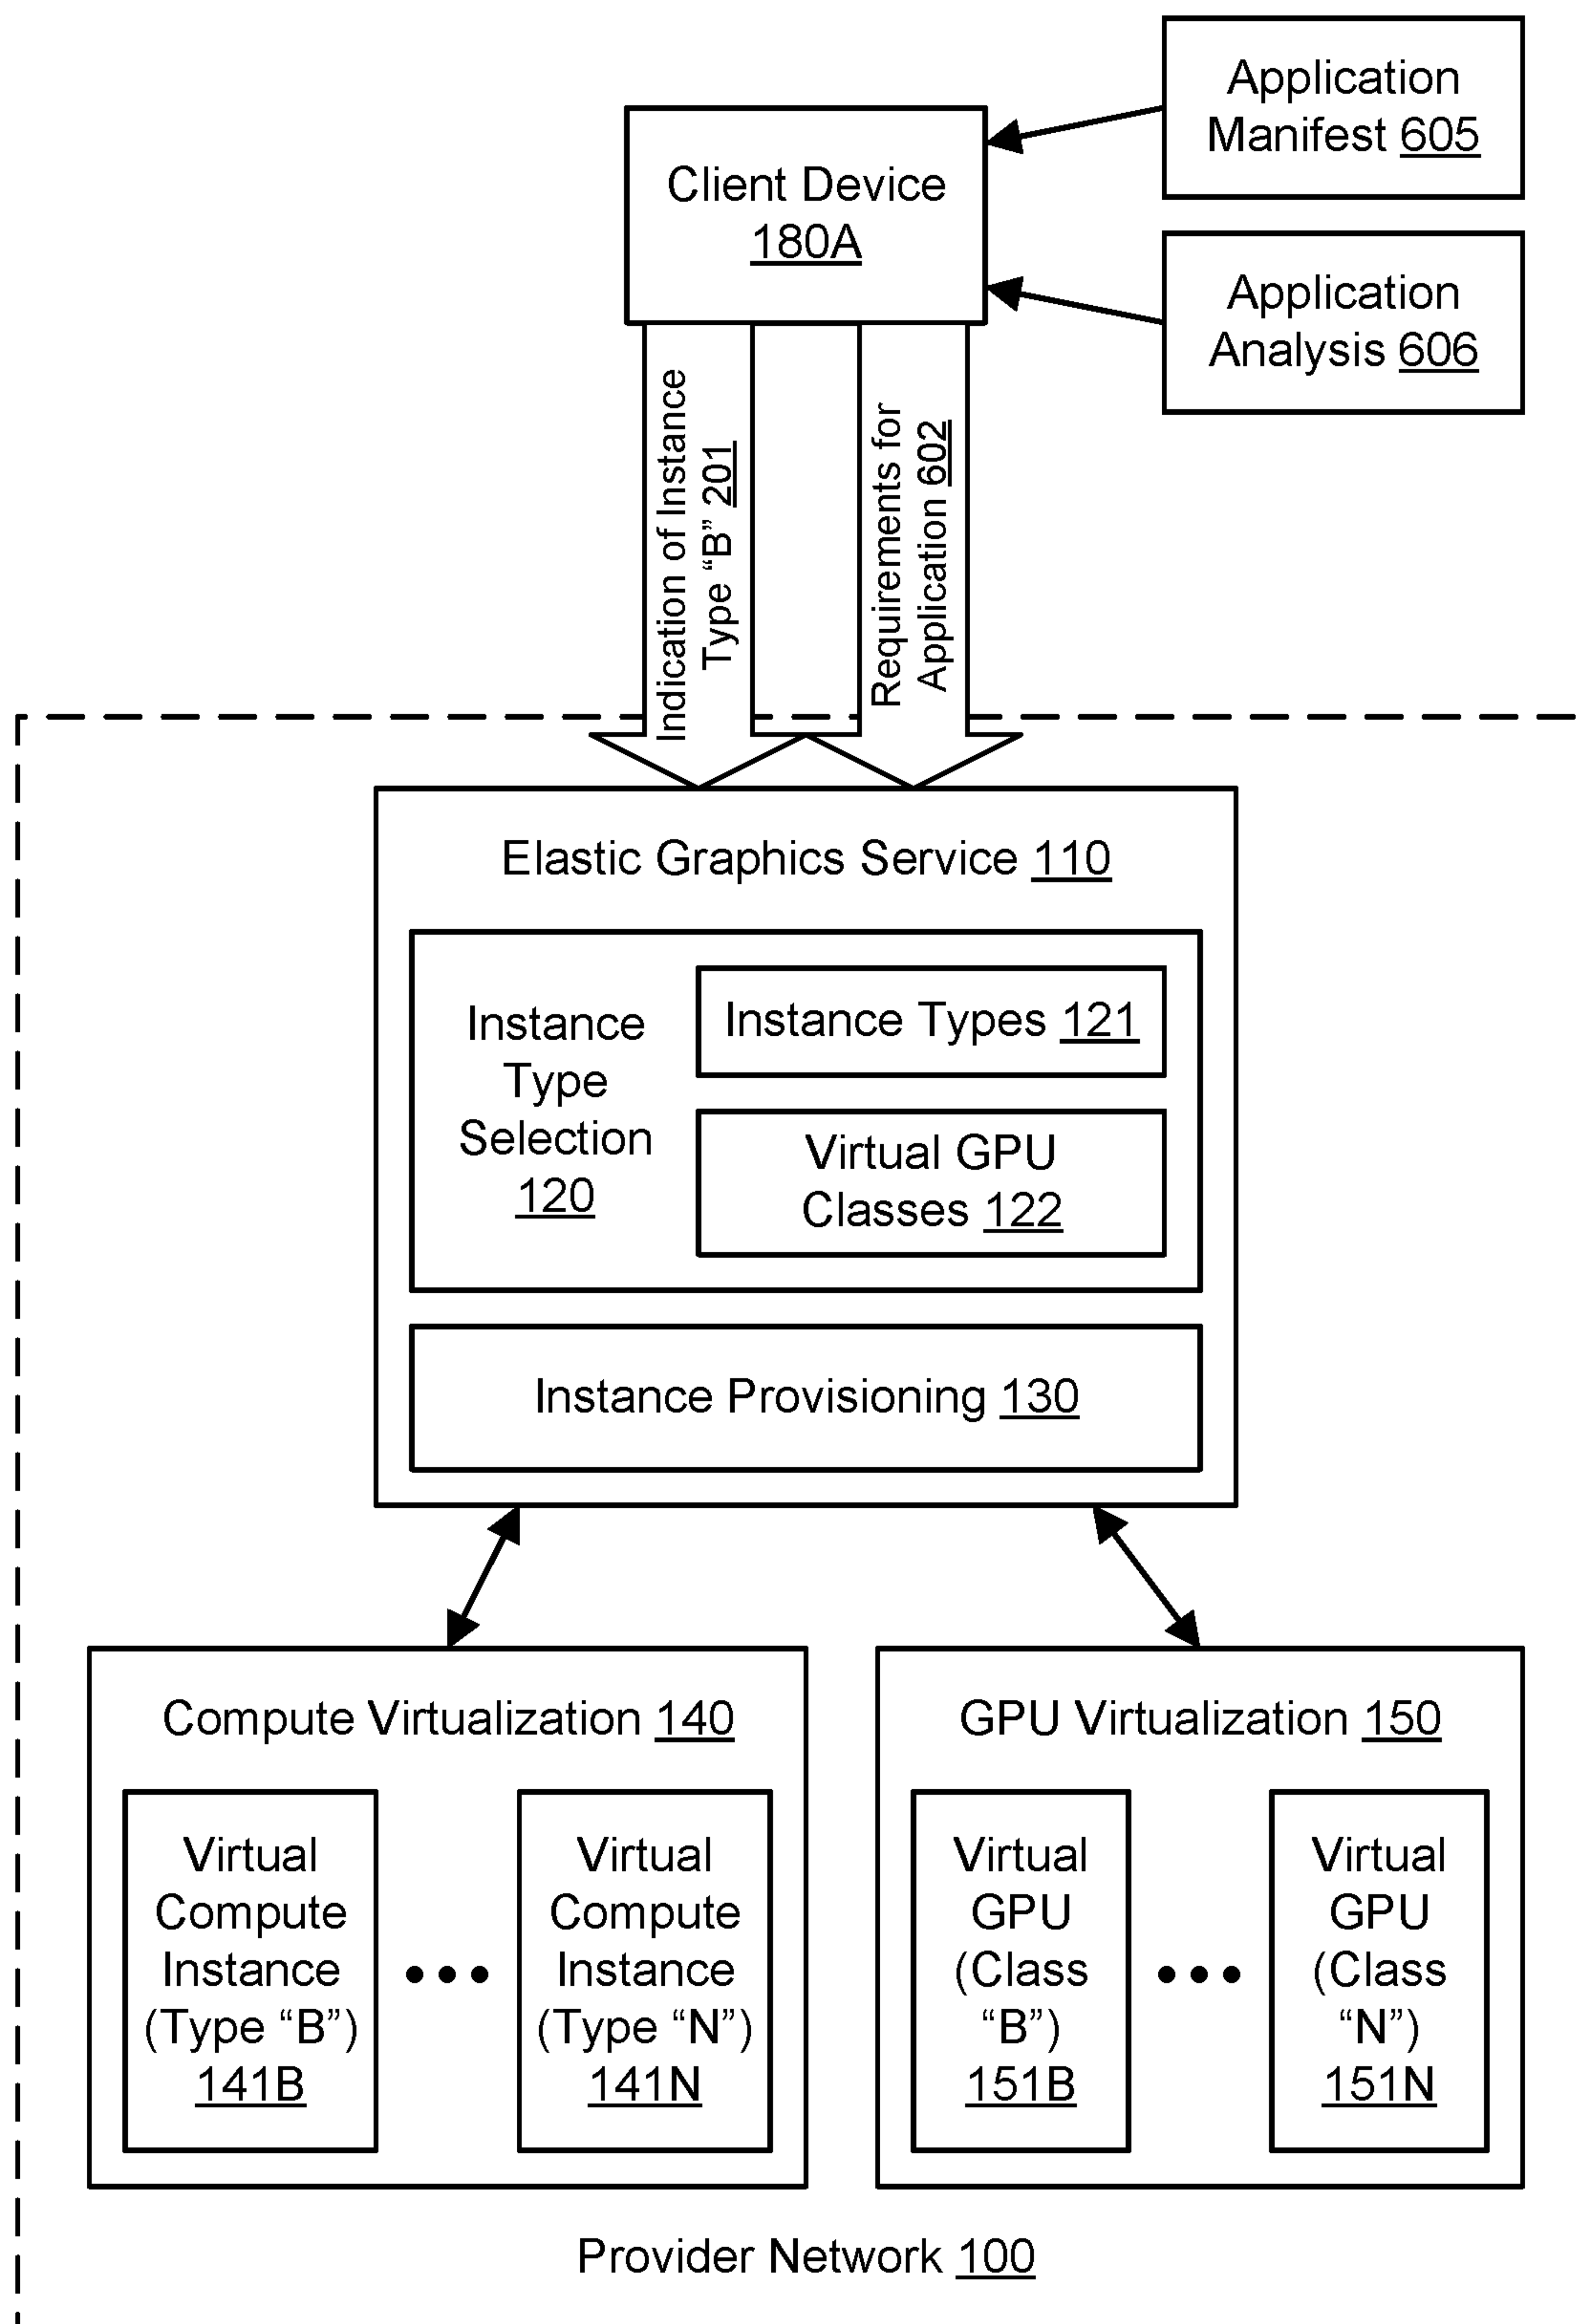 Application
Manifest 605
Client Device
180A
Application
Analysis 606
Indication of Instance
Type “B” 201
Requirements for
Application 602
Elastic Graphics Service 110
Instance
Type
Selection
120
Instance Types 121
Virtual GPU
Classes 122
Instance Provisioning 130
Compute Virtualization 140
Virtual
Compute
Instance
(Type “B”)
141B
Virtual
Compute
Instance
(Type “N”)
141N
GPU Virtualization 150
Virtual
GPU
(Class
“B”)
151B
Virtual
GPU
(Class
“N”)
151N
Provider Network 100